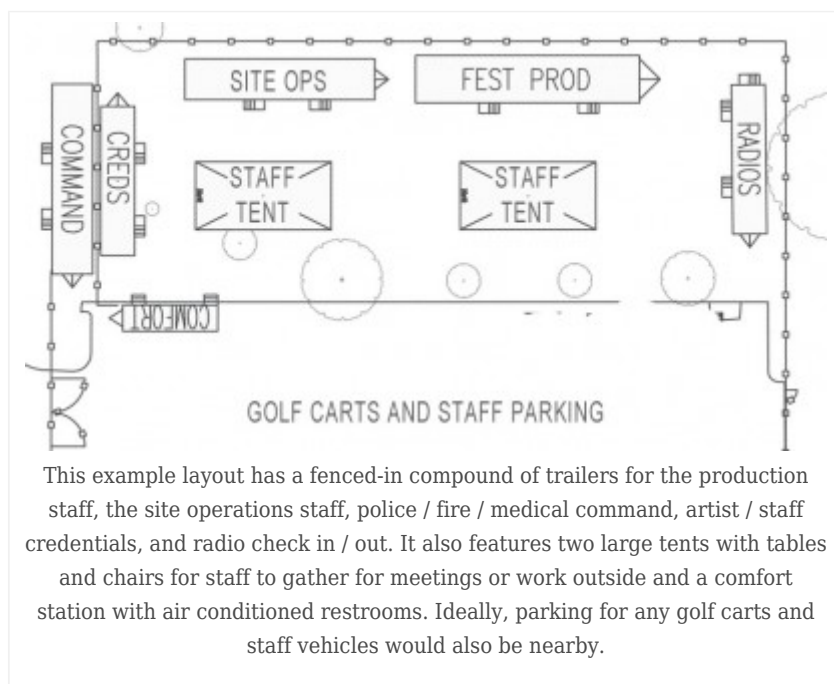 SITE OPS
FEST PROD
COMMAND
CREDS
RADIOS
STAFF
TENT
STAFF
TENT
COMFORT
GOLF CARTS AND STAFF PARKING
This example layout has a fenced-in compound of trailers for the production
staff, the site operations staff, police / fire / medical command, artist / staff
credentials, and radio check in / out. It also features two large tents with tables
and chairs for staff to gather for meetings or work outside and a comfort
station with air conditioned restrooms. Ideally, parking for any golf carts and
staff vehicles would also be nearby.